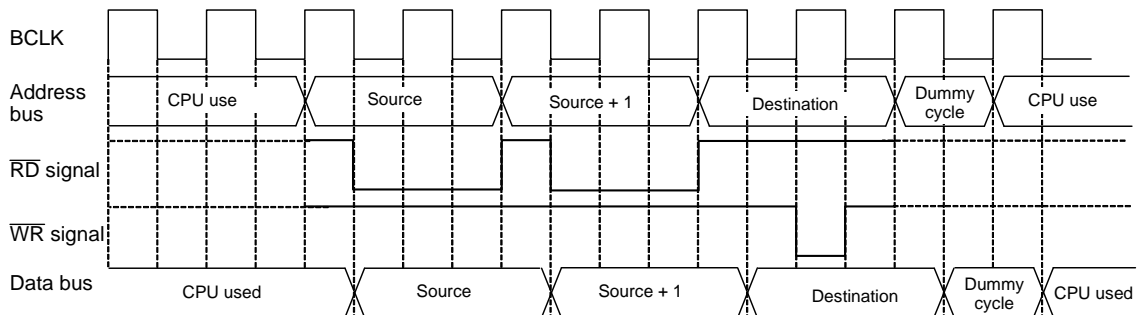 BCLK
Address
bus
CPU use
Source
Source + 1
Destination
Dummy
cycle
CPU use
RD signal
WR signal
Data bus
CPU used
Source
Source + 1
Destination
Dummy
cycle
CPU used